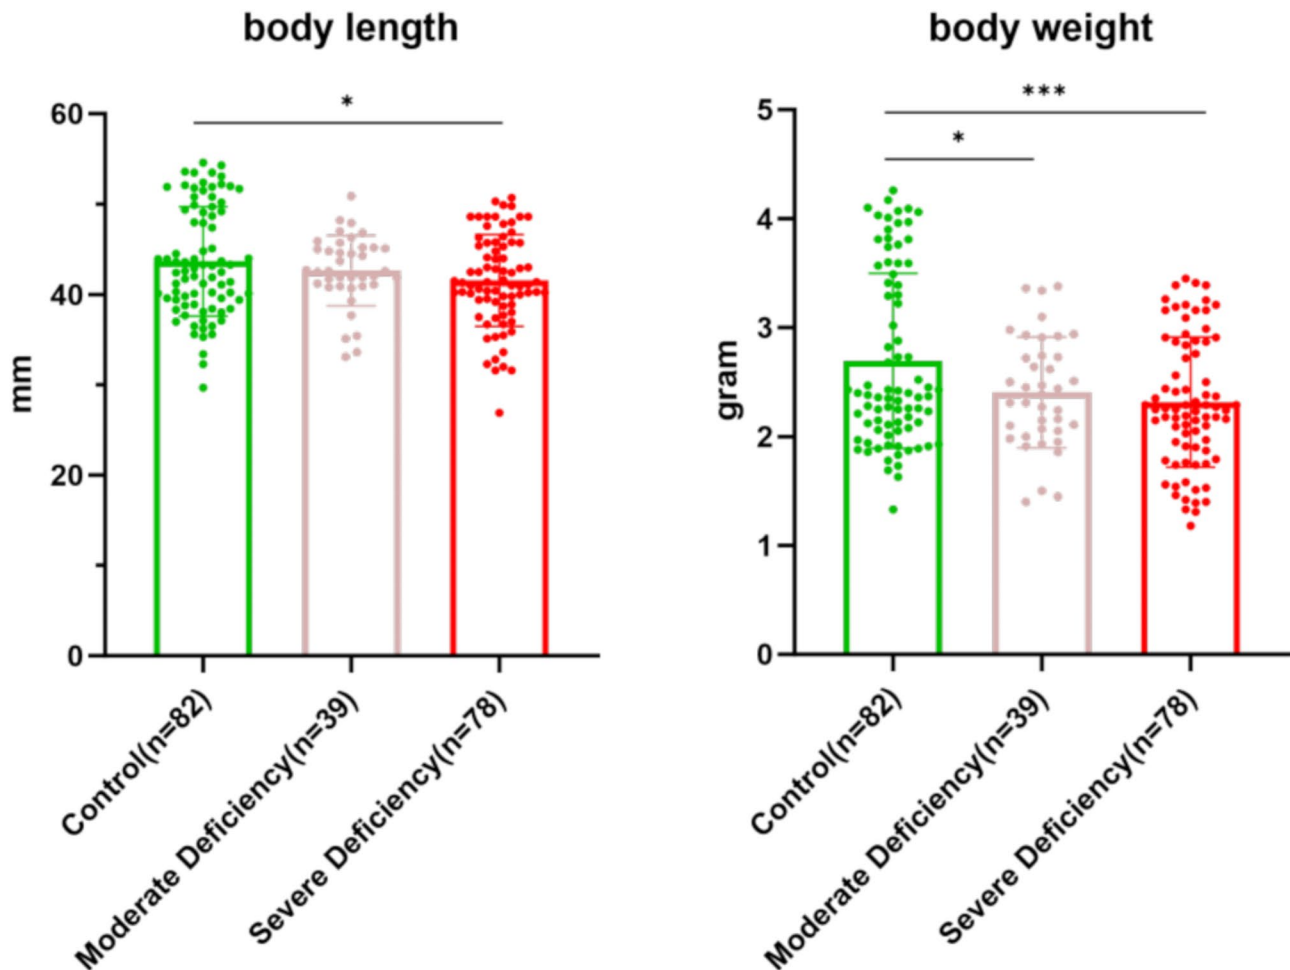 body length
*
60
40
20
0
mm
Control(n=82)
Moderate Deficiency(n=39)
Severe Deficiency(n=78)
body weight
***
*
5
4
3
2
1
0
gram
Control(n=82)
Moderate Deficiency(n=39)
Severe Deficiency(n=78)